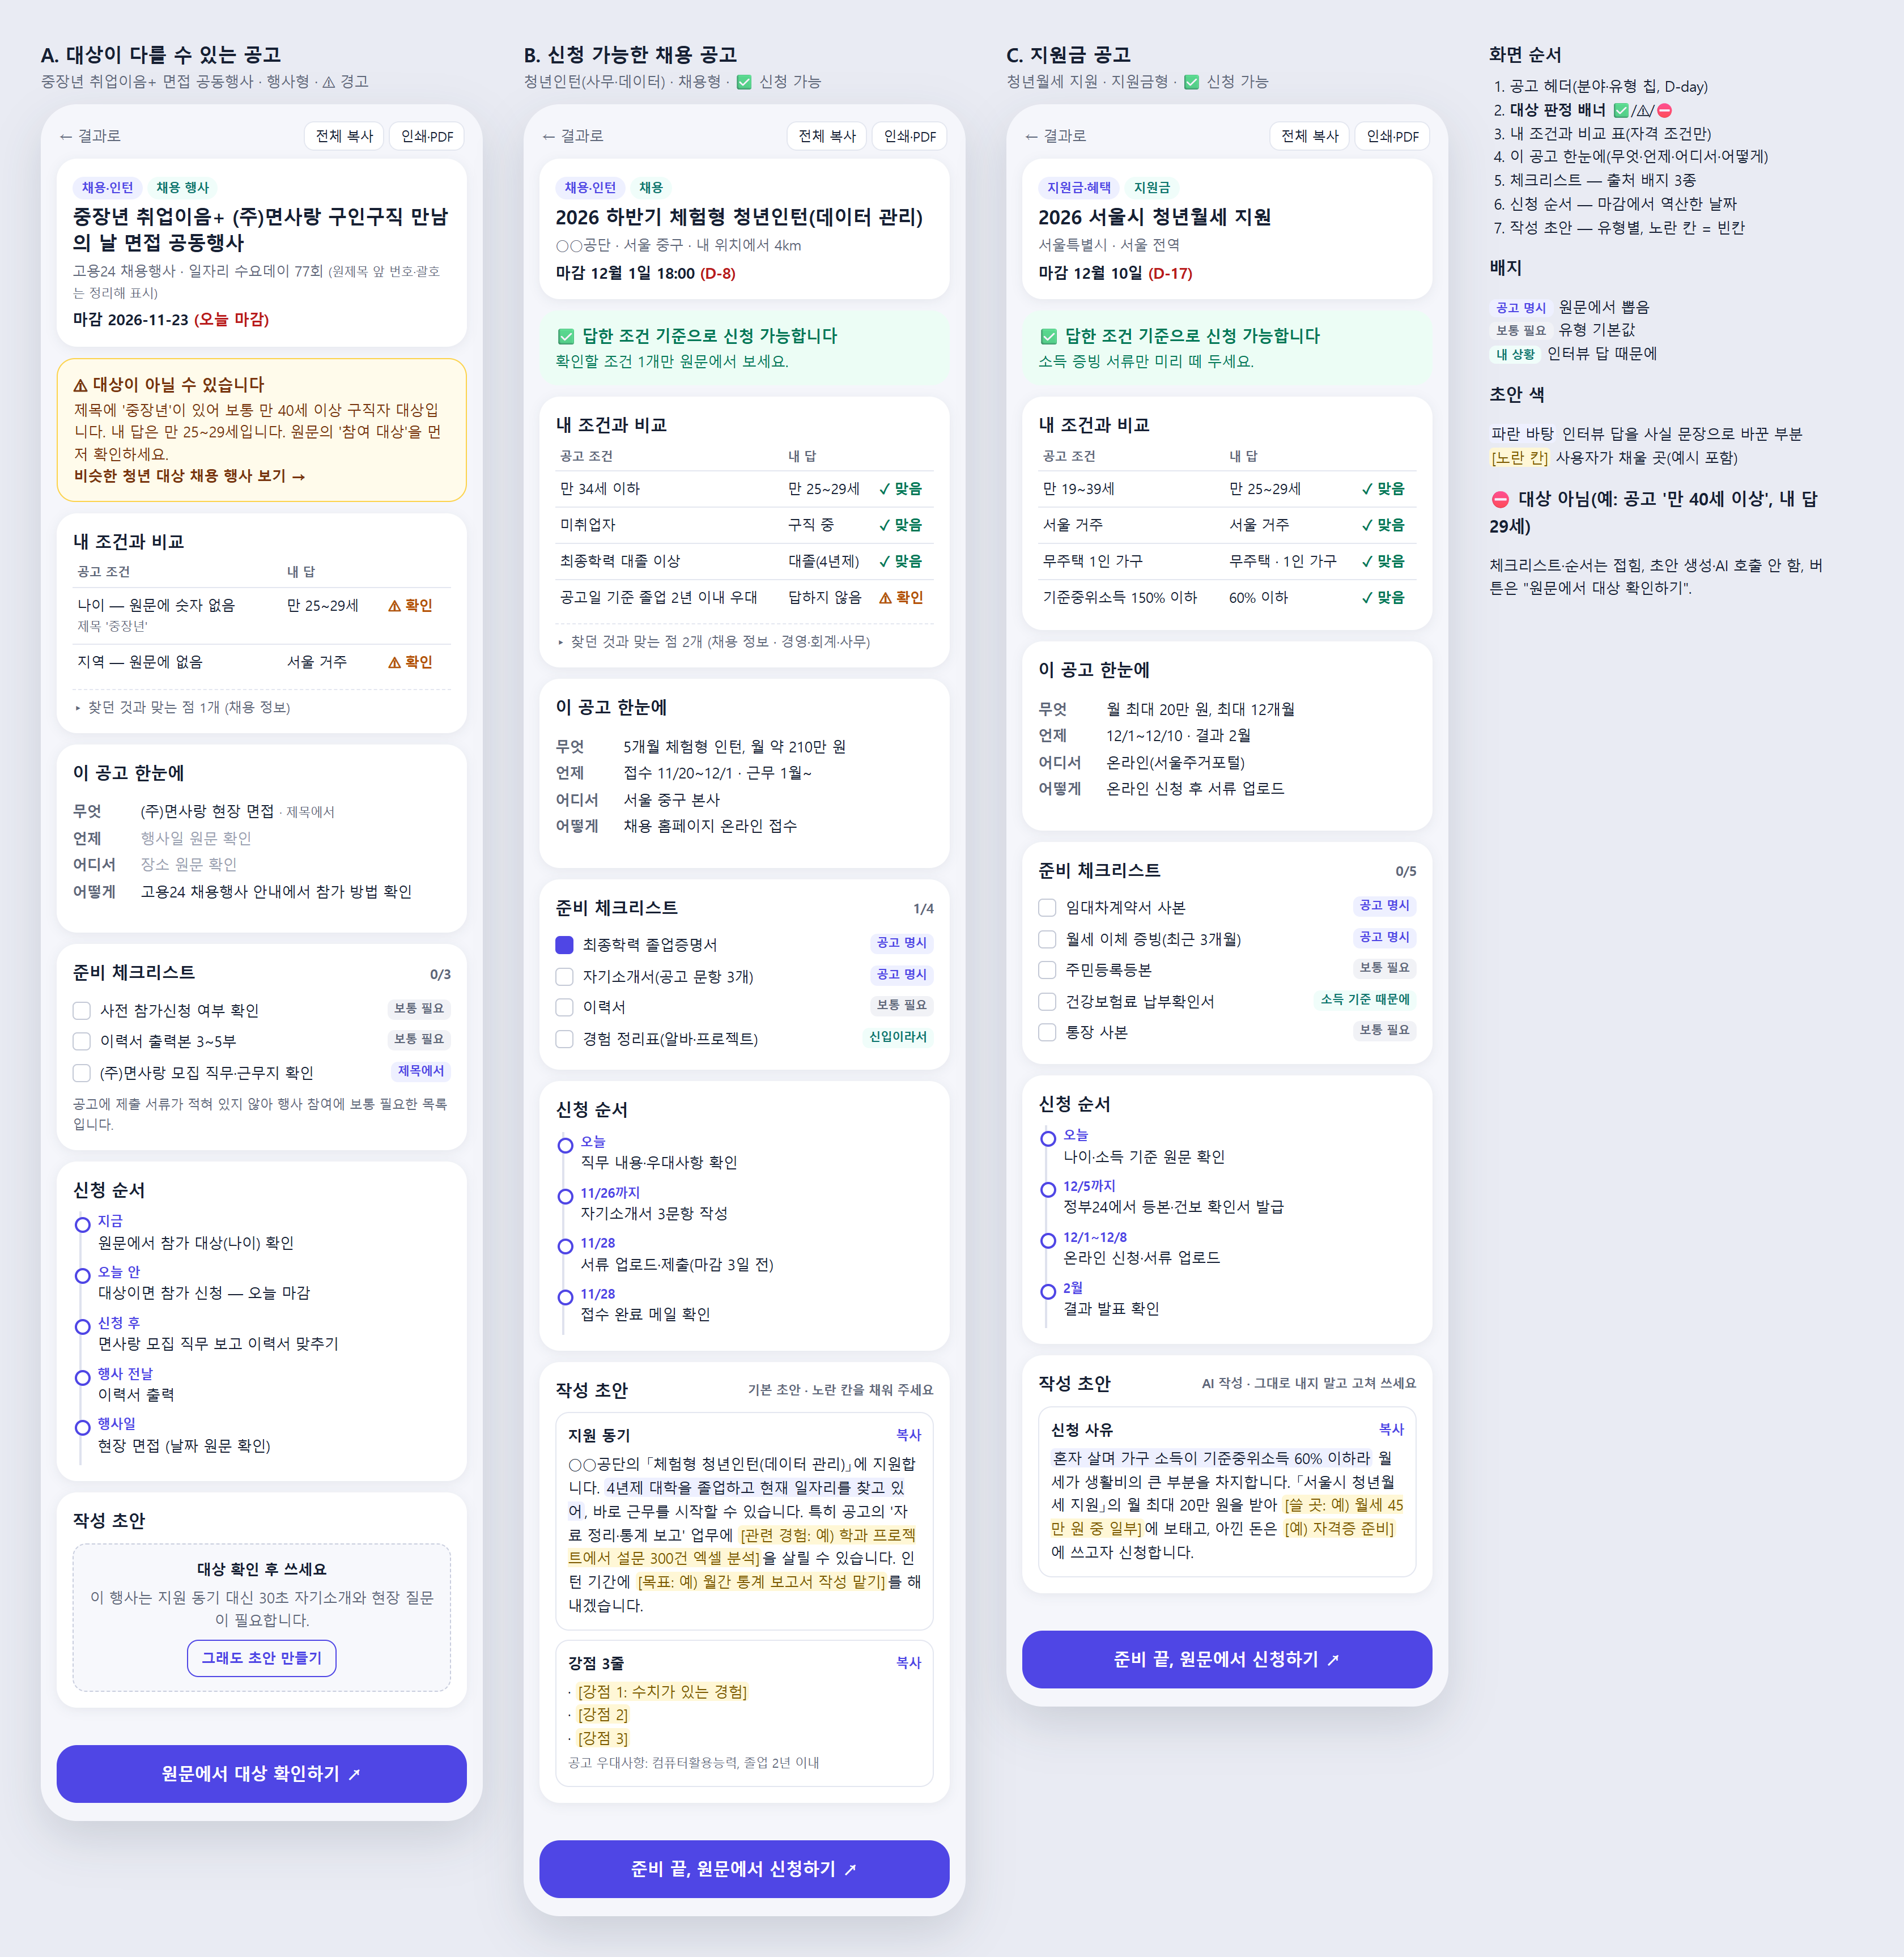 A. 대상이 다를 수 있는 공고
중장년 취업이음+ 면접 공동행사 · 행사형 · ⚠ 경고
← 결과로
전체 복사
인쇄·PDF
채용·인턴
채용 행사
중장년 취업이음+ (주)면사랑 구인구직 만남
의 날 면접 공동행사
고용24 채용행사 · 일자리 수요데이 77회 (원제목 앞 번호·괄호
는 정리해 표시)
마감 2026-11-23 (오늘 마감)
⚠ 대상이 아닐 수 있습니다
제목에 '중장년'이 있어 보통 만 40세 이상 구직자 대상입
니다. 내 답은 만 25~29세입니다. 원문의 '참여 대상'을 먼
저 확인하세요.
비슷한 청년 대상 채용 행사 보기 →
내 조건과 비교
공고 조건 내 답
나이 — 원문에 숫자 없음 만 25~29세 ⚠ 확인
제목 '중장년'
지역 — 원문에 없음 서울 거주 ⚠ 확인
▸ 찾던 것과 맞는 점 1개 (채용 정보)
이 공고 한눈에
무엇 (주)면사랑 현장 면접 · 제목에서
언제 행사일 원문 확인
어디서 장소 원문 확인
어떻게 고용24 채용행사 안내에서 참가 방법 확인
준비 체크리스트 0/3
사전 참가신청 여부 확인 보통 필요
이력서 출력본 3~5부 보통 필요
(주)면사랑 모집 직무·근무지 확인 제목에서
공고에 제출 서류가 적혀 있지 않아 행사 참여에 보통 필요한 목록
입니다.
신청 순서
지금
원문에서 참가 대상(나이) 확인
오늘 안
대상이면 참가 신청 — 오늘 마감
신청 후
면사랑 모집 직무 보고 이력서 맞추기
행사 전날
이력서 출력
행사일
현장 면접 (날짜 원문 확인)
작성 초안
대상 확인 후 쓰세요
이 행사는 지원 동기 대신 30초 자기소개와 현장 질문
이 필요합니다.
그래도 초안 만들기
원문에서 대상 확인하기 ↗
B. 신청 가능한 채용 공고
청년인턴(사무·데이터) · 채용형 · ✅ 신청 가능
← 결과로
전체 복사
인쇄·PDF
채용·인턴
채용
2026 하반기 체험형 청년인턴(데이터 관리)
○○공단 · 서울 중구 · 내 위치에서 4km
마감 12월 1일 18:00 (D-8)
✅ 답한 조건 기준으로 신청 가능합니다
확인할 조건 1개만 원문에서 보세요.
내 조건과 비교
공고 조건 내 답
만 34세 이하 만 25~29세 ✓ 맞음
미취업자 구직 중 ✓ 맞음
최종학력 대졸 이상 대졸(4년제) ✓ 맞음
공고일 기준 졸업 2년 이내 우대 답하지 않음 ⚠ 확인
▸ 찾던 것과 맞는 점 2개 (채용 정보 · 경영·회계·사무)
이 공고 한눈에
무엇 5개월 체험형 인턴, 월 약 210만 원
언제 접수 11/20~12/1 · 근무 1월~
어디서 서울 중구 본사
어떻게 채용 홈페이지 온라인 접수
준비 체크리스트 1/4
최종학력 졸업증명서 공고 명시
자기소개서(공고 문항 3개) 공고 명시
이력서 보통 필요
경험 정리표(알바·프로젝트) 신입이라서
신청 순서
오늘
직무 내용·우대사항 확인
11/26까지
자기소개서 3문항 작성
11/28
서류 업로드·제출(마감 3일 전)
11/28
접수 완료 메일 확인
작성 초안 기본 초안 · 노란 칸을 채워 주세요
지원 동기 복사
○○공단의 「체험형 청년인턴(데이터 관리)」에 지원합
니다. 4년제 대학을 졸업하고 현재 일자리를 찾고 있
어, 바로 근무를 시작할 수 있습니다. 특히 공고의 '자
료 정리·통계 보고' 업무에 [관련 경험: 예) 학과 프로젝
트에서 설문 300건 엑셀 분석]을 살릴 수 있습니다. 인
턴 기간에 [목표: 예) 월간 통계 보고서 작성 맡기]를 해
내겠습니다.
강점 3줄 복사
· [강점 1: 수치가 있는 경험]
· [강점 2]
· [강점 3]
공고 우대사항: 컴퓨터활용능력, 졸업 2년 이내
준비 끝, 원문에서 신청하기 ↗
C. 지원금 공고
청년월세 지원 · 지원금형 · ✅ 신청 가능
← 결과로
전체 복사
인쇄·PDF
지원금·혜택
지원금
2026 서울시 청년월세 지원
서울특별시 · 서울 전역
마감 12월 10일 (D-17)
✅ 답한 조건 기준으로 신청 가능합니다
소득 증빙 서류만 미리 떼 두세요.
내 조건과 비교
공고 조건 내 답
만 19~39세 만 25~29세 ✓ 맞음
서울 거주 서울 거주 ✓ 맞음
무주택 1인 가구 무주택 · 1인 가구 ✓ 맞음
기준중위소득 150% 이하 60% 이하 ✓ 맞음
이 공고 한눈에
무엇 월 최대 20만 원, 최대 12개월
언제 12/1~12/10 · 결과 2월
어디서 온라인(서울주거포털)
어떻게 온라인 신청 후 서류 업로드
준비 체크리스트 0/5
임대차계약서 사본 공고 명시
월세 이체 증빙(최근 3개월) 공고 명시
주민등록등본 보통 필요
건강보험료 납부확인서 소득 기준 때문에
통장 사본 보통 필요
신청 순서
오늘
나이·소득 기준 원문 확인
12/5까지
정부24에서 등본·건보 확인서 발급
12/1~12/8
온라인 신청·서류 업로드
2월
결과 발표 확인
작성 초안 AI 작성 · 그대로 내지 말고 고쳐 쓰세요
신청 사유 복사
혼자 살며 가구 소득이 기준중위소득 60% 이하라 월
세가 생활비의 큰 부분을 차지합니다. 「서울시 청년월
세 지원」의 월 최대 20만 원을 받아 [쓸 곳: 예) 월세 45
만 원 중 일부]에 보태고, 아낀 돈은 [예) 자격증 준비]
에 쓰고자 신청합니다.
준비 끝, 원문에서 신청하기 ↗
화면 순서
1. 공고 헤더(분야·유형 칩, D-day)
2. 대상 판정 배너 ✅/⚠/⛔
3. 내 조건과 비교 표(자격 조건만)
4. 이 공고 한눈에(무엇·언제·어디서·어떻게)
5. 체크리스트 — 출처 배지 3종
6. 신청 순서 — 마감에서 역산한 날짜
7. 작성 초안 — 유형별, 노란 칸 = 빈칸
배지
공고 명시 원문에서 뽑음
보통 필요 유형 기본값
내 상황 인터뷰 답 때문에
초안 색
파란 바탕 인터뷰 답을 사실 문장으로 바꾼 부분
[노란 칸] 사용자가 채울 곳(예시 포함)
⛔ 대상 아님(예: 공고 '만 40세 이상', 내 답
29세)
체크리스트·순서는 접힘, 초안 생성·AI 호출 안 함, 버
튼은 "원문에서 대상 확인하기".